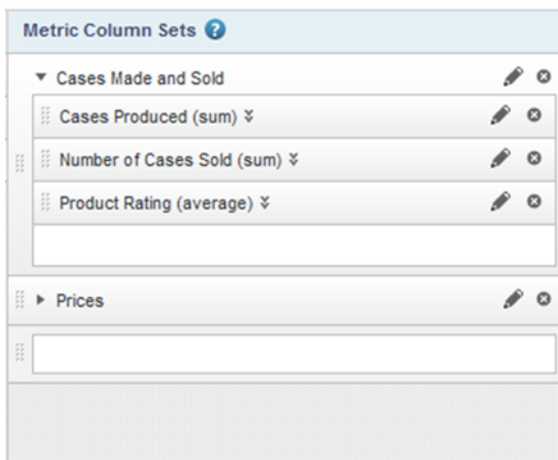 Metric Column Sets ?
Cases Made and Sold
Cases Produced (sum)
Number of Cases Sold (sum)
Product Rating (average)
Prices